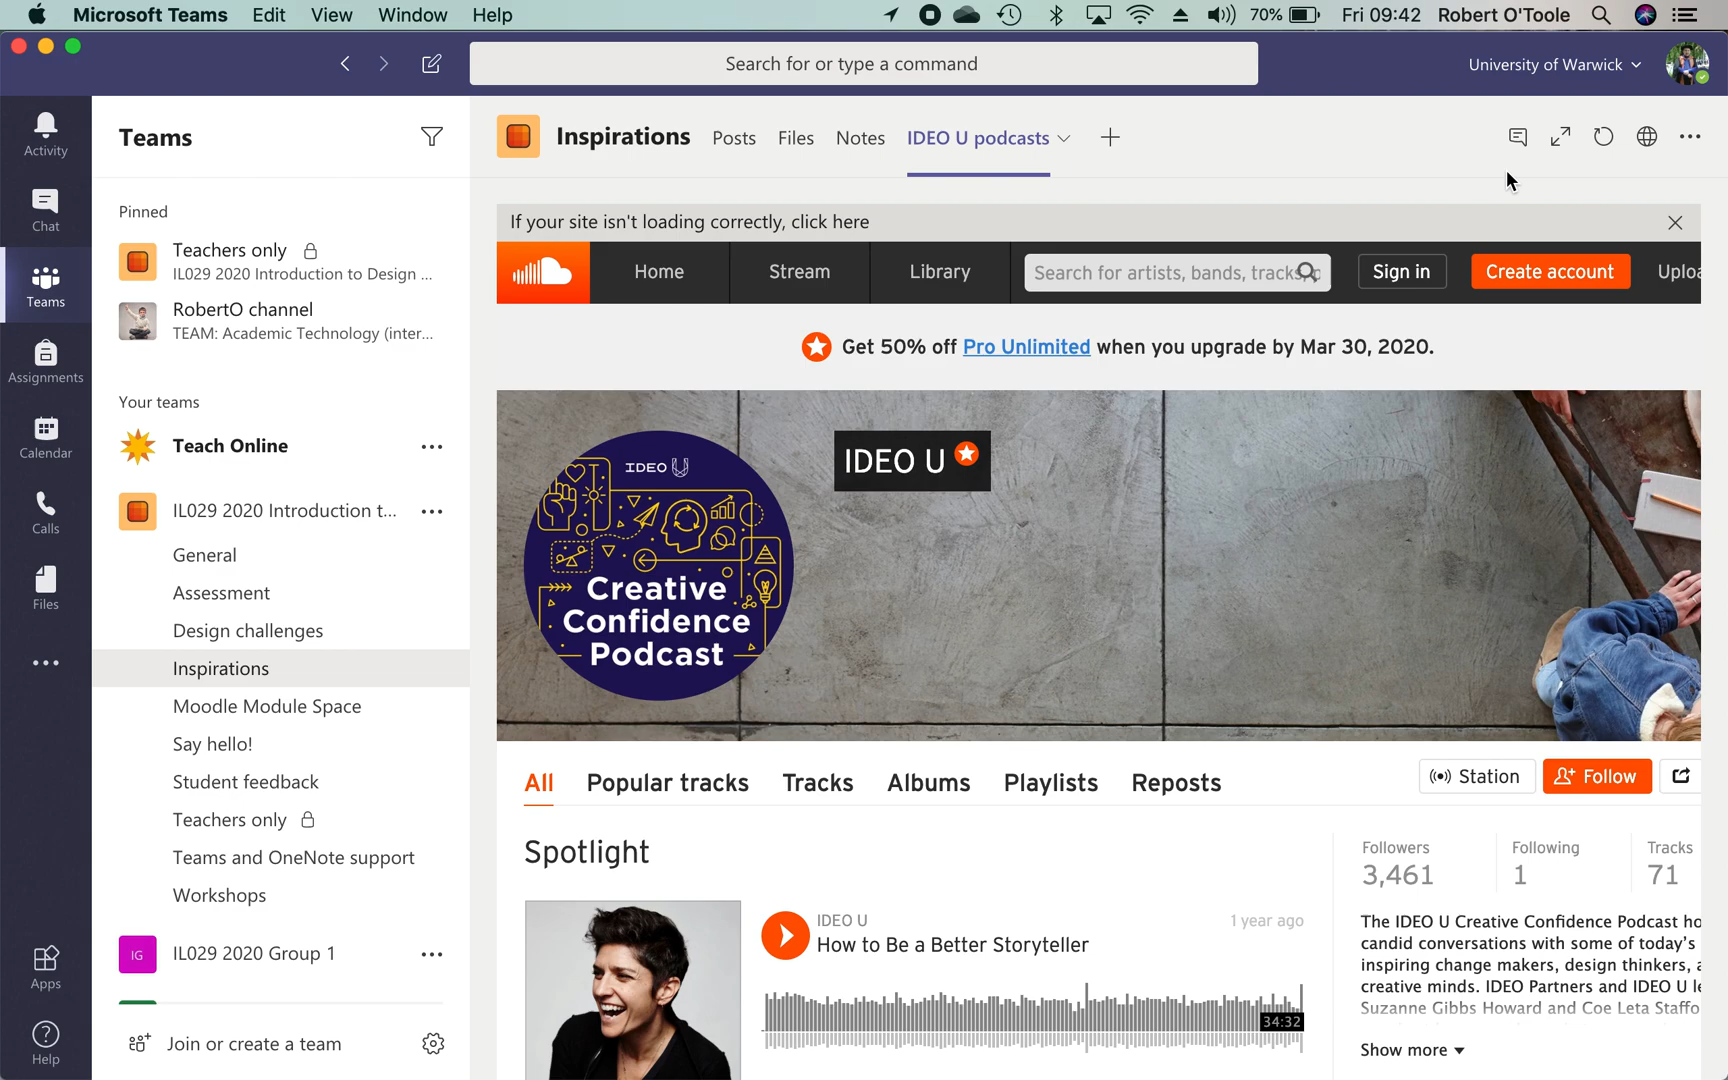 Microsoft Teams Edit View Window Help
70% Fri 09:42 Robert O'Toole
Search for or type a command
University of Warwick
Activity
Chat
Teams
Assignments
Calendar
Calls
Files
Apps
Help
Teams
Pinned
Teachers only
IL029 2020 Introduction to Design ...
RobertO channel
TEAM: Academic Technology (inter...
Your teams
Teach Online
IL029 2020 Introduction t...
General
Assessment
Design challenges
Inspirations
Moodle Module Space
Say hello!
Student feedback
Teachers only
Teams and OneNote support
Workshops
IG
IL029 2020 Group 1
Join or create a team
Inspirations Posts Files Notes IDEO U podcasts
If your site isn't loading correctly, click here
Home Stream Library Search for artists, bands, tracks, Sign in Create account
Get 50% off Pro Unlimited when you upgrade by Mar 30, 2020.
IDEO U
Creative
Confidence
Podcast
IDEO U
All Popular tracks Tracks Albums Playlists Reposts Station Follow
Spotlight
IDEO U
How to Be a Better Storyteller
1 year ago
34:32
Followers Following Tracks
3,461 1 71
The IDEO U Creative Confidence Podcast
candid conversations with some of today's
inspiring change makers, design thinkers,
creative minds. IDEO Partners and IDEO U
Suzanne Gibbs Howard and Coe Leta
Show more